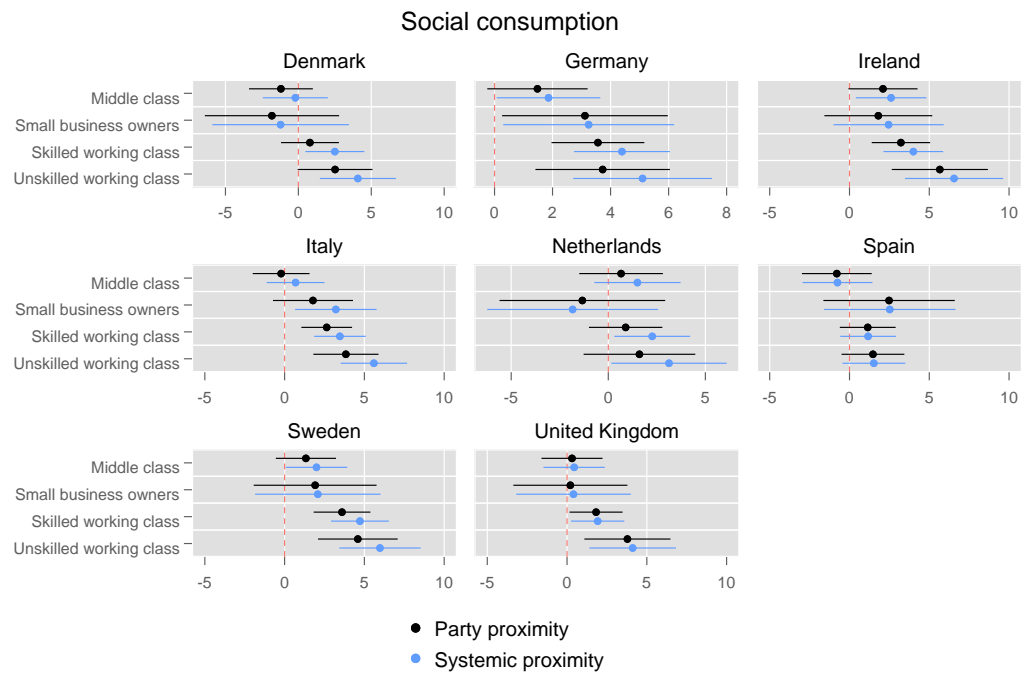 Social consumption
Denmark
Germany
Ireland
Middle class
Small business owners
Skilled working class
Unskilled working class
-5 0 5 10
0 2 4 6 8
-5 0 5 10
Italy
Netherlands
Spain
Middle class
Small business owners
Skilled working class
Unskilled working class
-5 0 5 10
-5 0 5
-5 0 5 10
Sweden
United Kingdom
Middle class
Small business owners
Skilled working class
Unskilled working class
-5 0 5 10
-5 0 5 10
Party proximity
Systemic proximity